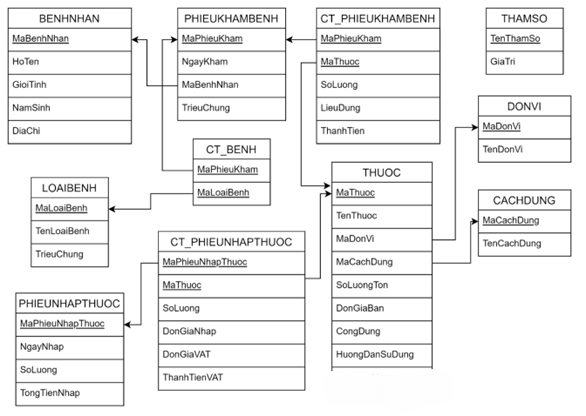 BENHNHAN
MaBenhNhan
HoTen
GioiTinh
NamSinh
DiaChi
PHIEUKHAMBENH
MaPhieuKham
NgayKham
MaBenhNhan
TrieuChung
CT_PHIEUKHAMBENH
MaPhieuKham
MaThuoc
SoLuong
LieuDung
ThanhTien
THAMSO
TenThamSo
GiaTri
DONVI
MaDonVi
TenDonVi
CT_BENH
MaPhieuKham
MaLoaiBenh
THUOC
MaThuoc
TenThuoc
MaDonVi
MaCachDung
SoLuongTon
DonGiaBan
CongDung
HuongDanSuDung
LOAIBENH
MaLoaiBenh
TenLoaiBenh
TrieuChung
CACHDUNG
MaCachDung
TenCachDung
CT_PHIEUNHAPTHUOC
MaPhieuNhapThuoc
MaThuoc
SoLuong
DonGiaNhap
DonGiaVAT
ThanhTienVAT
PHIEUNHAPTHUOC
MaPhieuNhapThuoc
NgayNhap
SoLuong
TongTienNhap